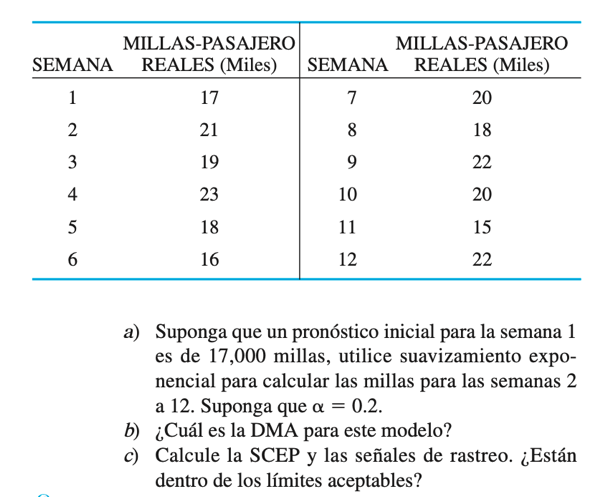 MILLAS-PASAJERO MILLAS-PASAJERO
SEMANA REALES (Miles) SEMANA REALES (Miles)
1 17 7 20
2 21 8 18
3 19 9 22
4 23 10 20
5 18 11 15
6 16 12 22
a) Suponga que un pronóstico inicial para la semana 1
es de 17,000 millas, utilice suavizamiento expo-
nencial para calcular las millas para las semanas 2
a 12. Suponga que α = 0.2.
b) ¿Cuál es la DMA para este modelo?
c) Calcule la SCEP y las señales de rastreo. ¿Están
dentro de los límites aceptables?